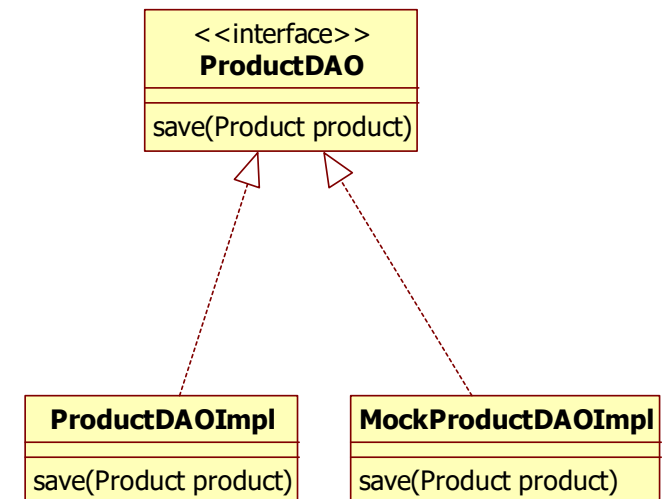 <<interface>>
ProductDAO
save(Product product)
ProductDAOImpl
save(Product product)
MockProductDAOImpl
save(Product product)